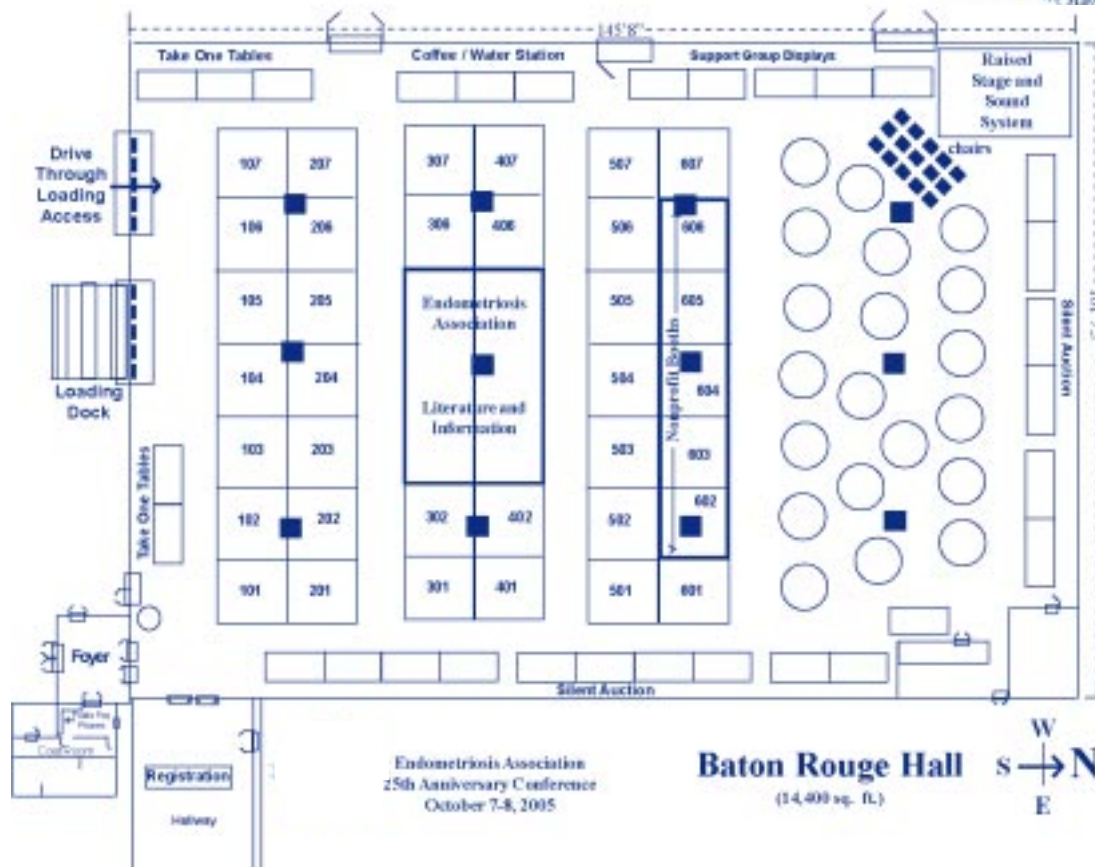 145'8"
Take One Tables
Coffee / Water Station
Support Group Displays
Raised
Stage and
Sound
System
chairs
Drive
Through
Loading
Access
107 207
307 407
507 607
106 206
306 406
506 606
105 205
505 605
104 204
504 604
103 203
503 603
102 202
302 402
502 602
101 201
301 401
501 601
Endometriosis
Association
Literature and
Information
Nonprofit Booths
Silent Auction
Loading
Dock
Take One Tables
Foyer
Silent Auction
Phones
Coat Room
Registration
Hallway
Endometriosis Association
25th Anniversary Conference
October 7-8, 2005
Baton Rouge Hall
(14,400 sq. ft.)
W
S N
E